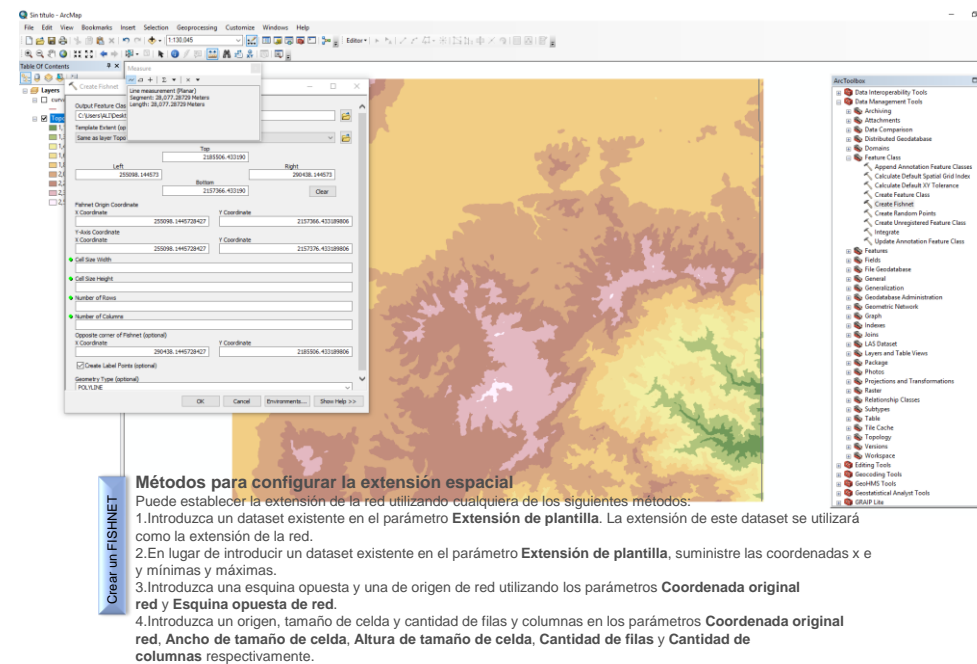 Sin título - ArcMap
File Edit View Bookmarks Insert Selection Geoprocessing Customize Windows Help
1:130,045
Editor
Table Of Contents
Layers
Measure
Line measurement (Planar)
Segment: 28,077.28729 Meters
Length: 28,077.28729 Meters
Create Fishnet
Output Feature Clas
Template Extent (op
Same as layer Topo
Top
2185506.433190
Left
Right
255098.144573
290438.144573
Bottom
2157366.433190
Clear
Fishnet Origin Coordinate
X Coordinate
Y Coordinate
255098.1445728427
2157366.433189806
Y-Axis Coordinate
X Coordinate
Y Coordinate
255098.1445728427
2157376.433189806
Cell Size Width
Cell Size Height
Number of Rows
Number of Columns
Opposite corner of Fishnet (optional)
X Coordinate
Y Coordinate
290438.1445728427
2185506.433189806
Create Label Points (optional)
Geometry Type (optional)
POLYLINE
OK
Cancel
Environments...
Show Help >>
ArcToolbox
Data Interoperability Tools
Data Management Tools
Archiving
Attachments
Data Comparison
Distributed Geodatabase
Domains
Feature Class
Append Annotation Feature Classes
Calculate Default Spatial Grid Index
Calculate Default XY Tolerance
Create Feature Class
Create Fishnet
Create Random Points
Create Unregistered Feature Class
Integrate
Update Annotation Feature Class
Features
Fields
File Geodatabase
General
Generalization
Geodatabase Administration
Geometric Network
Graph
Indexes
Joins
LAS Dataset
Layers and Table Views
Package
Photos
Projections and Transformations
Raster
Relationship Classes
Subtypes
Table
Tile Cache
Topology
Versions
Workspace
Editing Tools
Geocoding Tools
GeoHMS Tools
Geostatistical Analyst Tools
GRAIP Lite
Crear un FISHNET
Métodos para configurar la extensión espacial
Puede establecer la extensión de la red utilizando cualquiera de los siguientes métodos:
1.Introduzca un dataset existente en el parámetro Extensión de plantilla. La extensión de este dataset se utilizará
como la extensión de la red.
2.En lugar de introducir un dataset existente en el parámetro Extensión de plantilla, suministre las coordenadas x e
y mínimas y máximas.
3.Introduzca una esquina opuesta y una de origen de red utilizando los parámetros Coordenada original
red y Esquina opuesta de red.
4.Introduzca un origen, tamaño de celda y cantidad de filas y columnas en los parámetros Coordenada original
red, Ancho de tamaño de celda, Altura de tamaño de celda, Cantidad de filas y Cantidad de
columnas respectivamente.